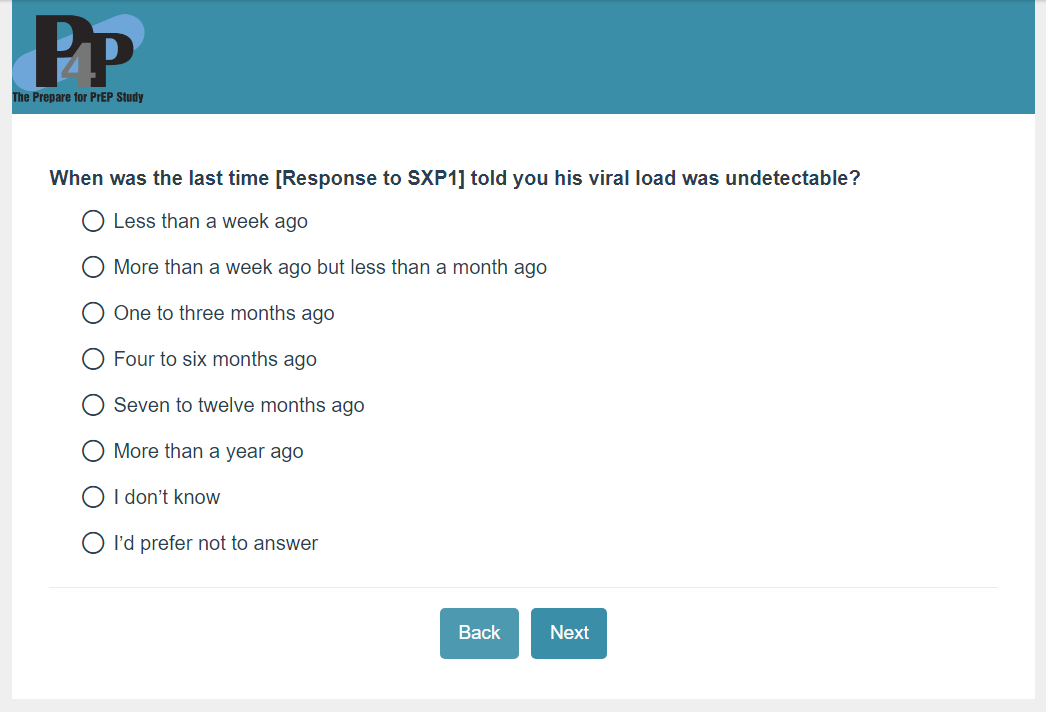 P4P
The Prepare for PrEP Study
When was the last time [Response to SXP1] told you his viral load was undetectable?
Less than a week ago
More than a week ago but less than a month ago
One to three months ago
Four to six months ago
Seven to twelve months ago
More than a year ago
I don’t know
I’d prefer not to answer
Back Next